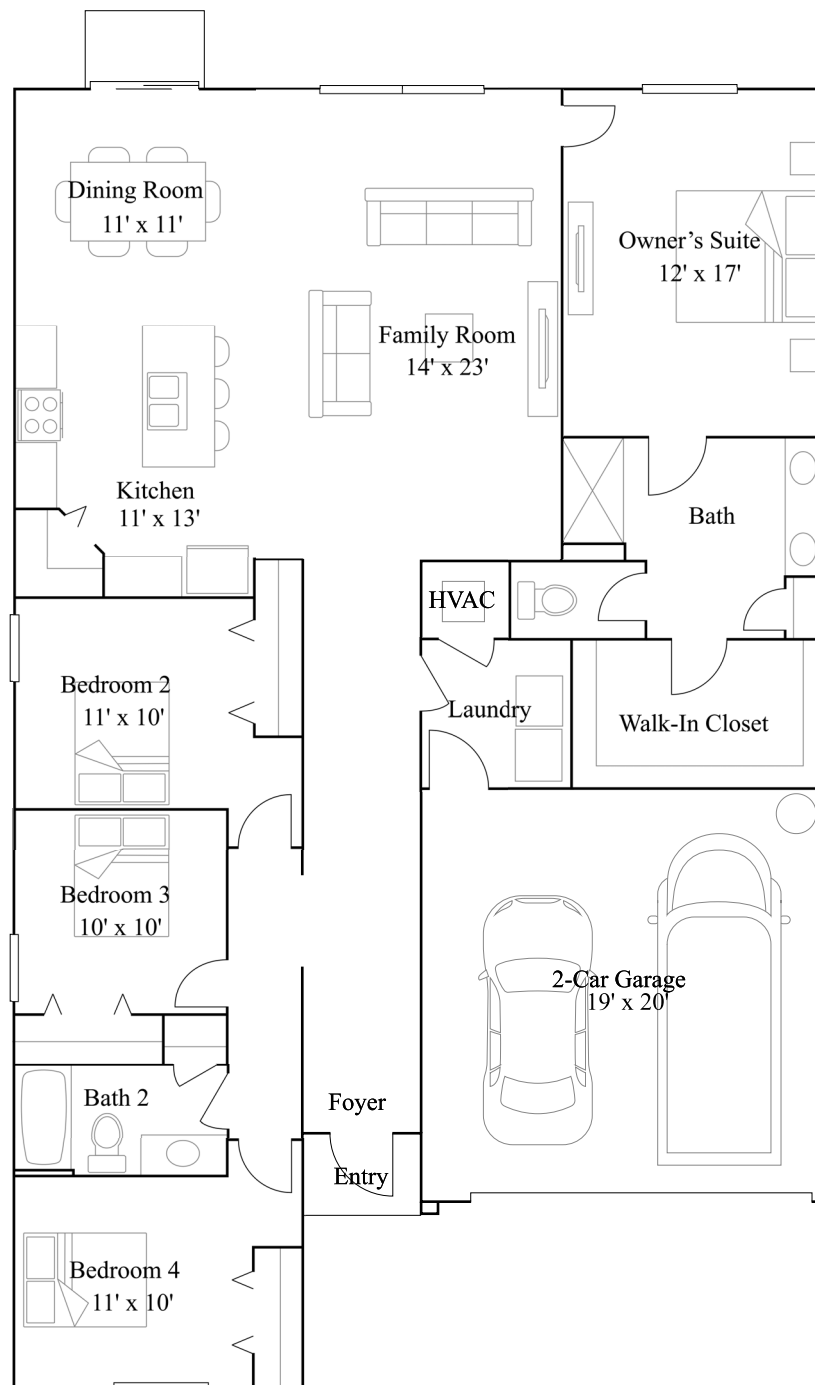 Dining Room
11' x 11'
Owner’s Suite
12' x 17'
Family Room
14' x 23'
Kitchen
11' x 13'
Bath
HVAC
Bedroom 2
11' x 10'
Laundry
Walk-In Closet
Bedroom 3
10' x 10'
2-Car Garage
19' x 20'
Bath 2
Foyer
Entry
Bedroom 4
11' x 10'